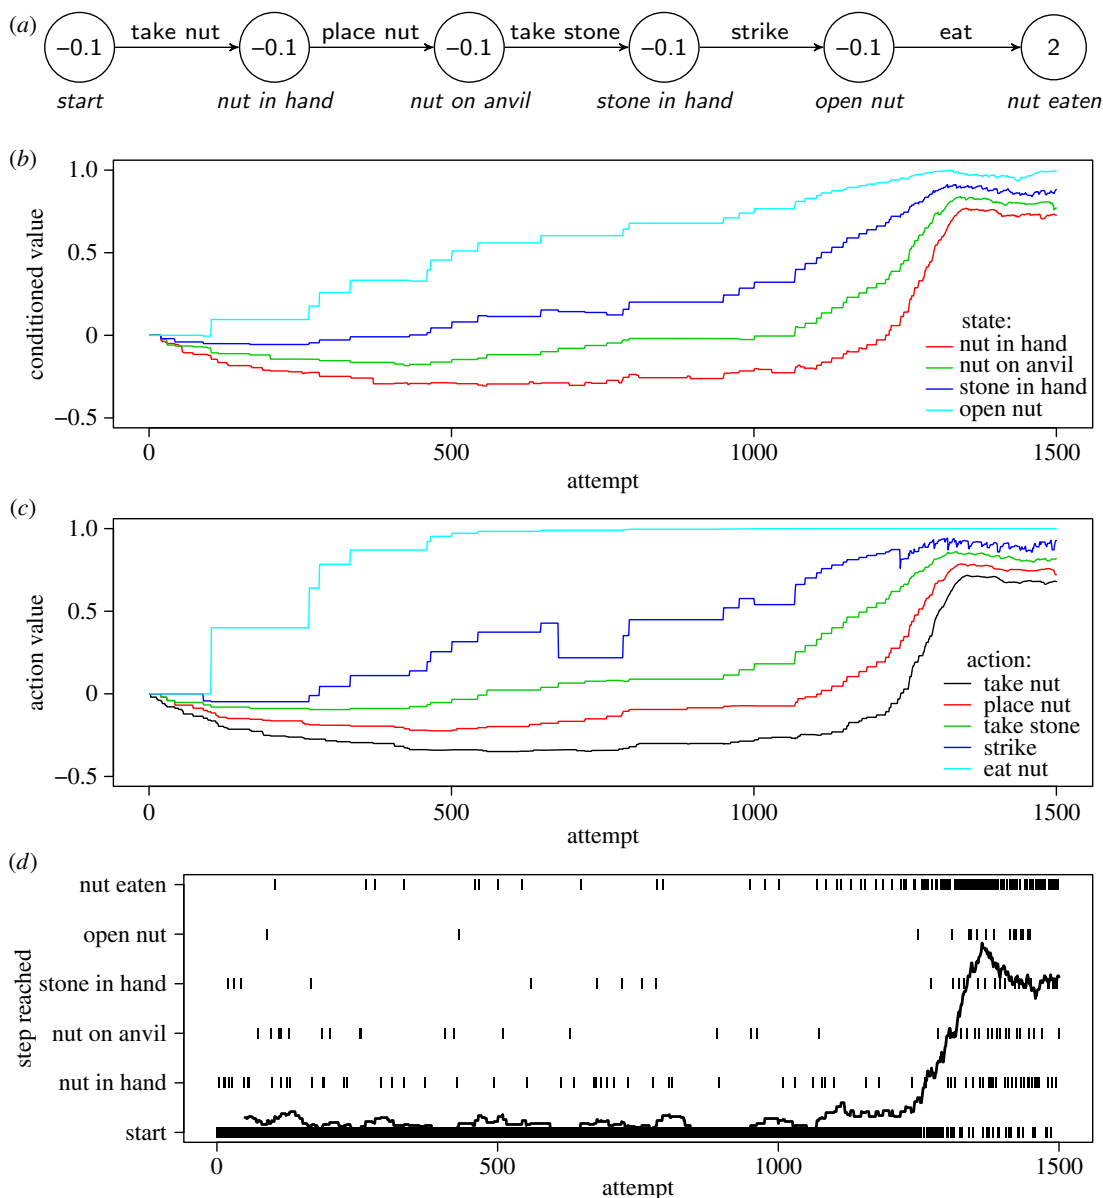 (a)
take nut place nut take stone strike eat
−0.1 −0.1 −0.1 −0.1 −0.1 2
start nut in hand nut on anvil stone in hand open nut nut eaten
(b)
conditioned value
1.0
0.5
0
−0.5
state:
nut in hand
nut on anvil
stone in hand
open nut
0 500 1000 1500
attempt
(c)
action value
1.0
0.5
0
−0.5
action:
take nut
place nut
take stone
strike
eat nut
0 500 1000 1500
attempt
(d)
step reached
nut eaten
open nut
stone in hand
nut on anvil
nut in hand
start
0 500 1000 1500
attempt